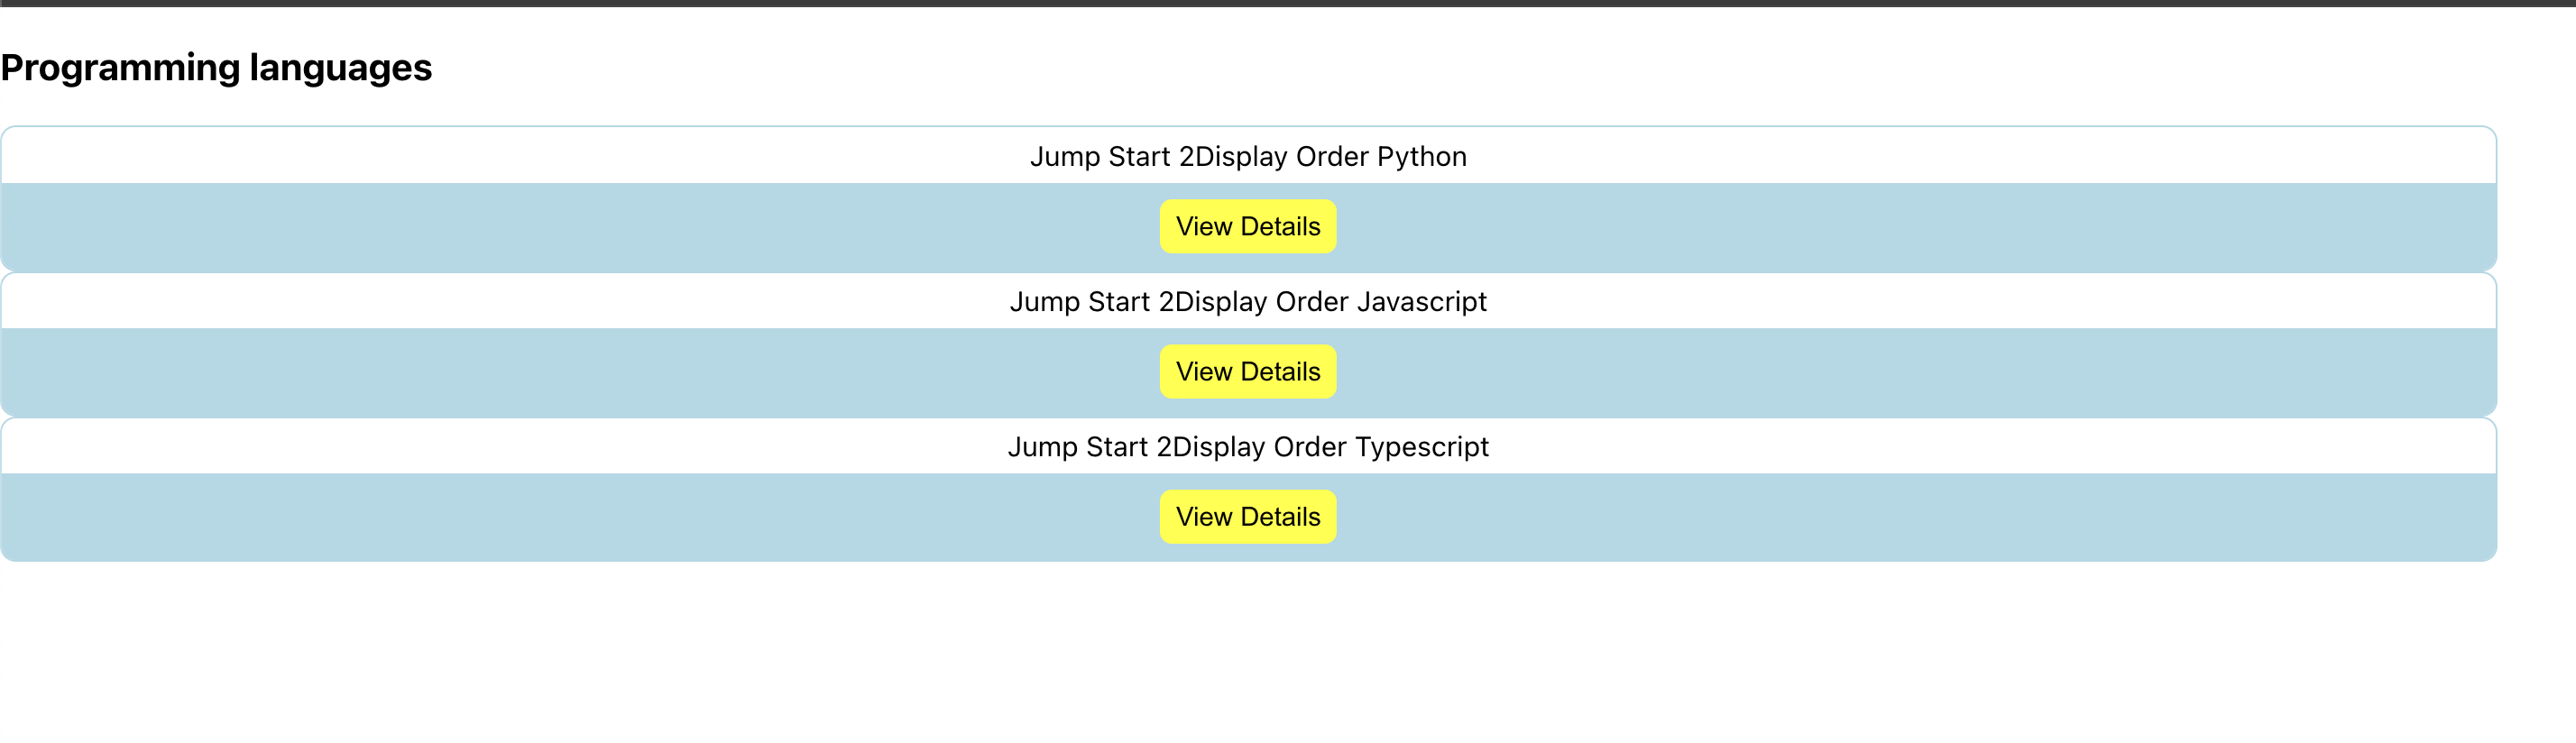 Programming languages
Jump Start 2Display Order Python
View Details
Jump Start 2Display Order Javascript
View Details
Jump Start 2Display Order Typescript
View Details